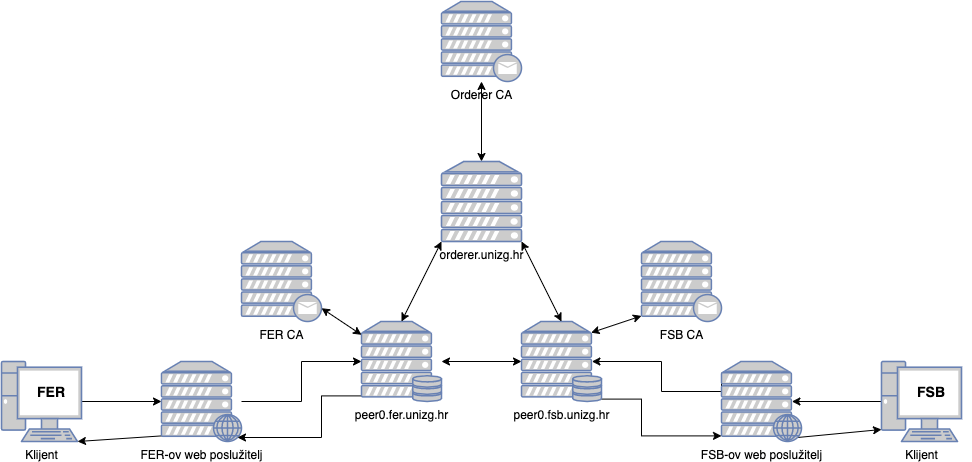 Orderer CA
orderer.unizg.hr
FER CA
FSB CA
FER
FSB
peer0.fer.unizg.hr
peer0.fsb.unizg.hr
Klijent
FER-ov web poslužitelj
FSB-ov web poslužitelj
Klijent